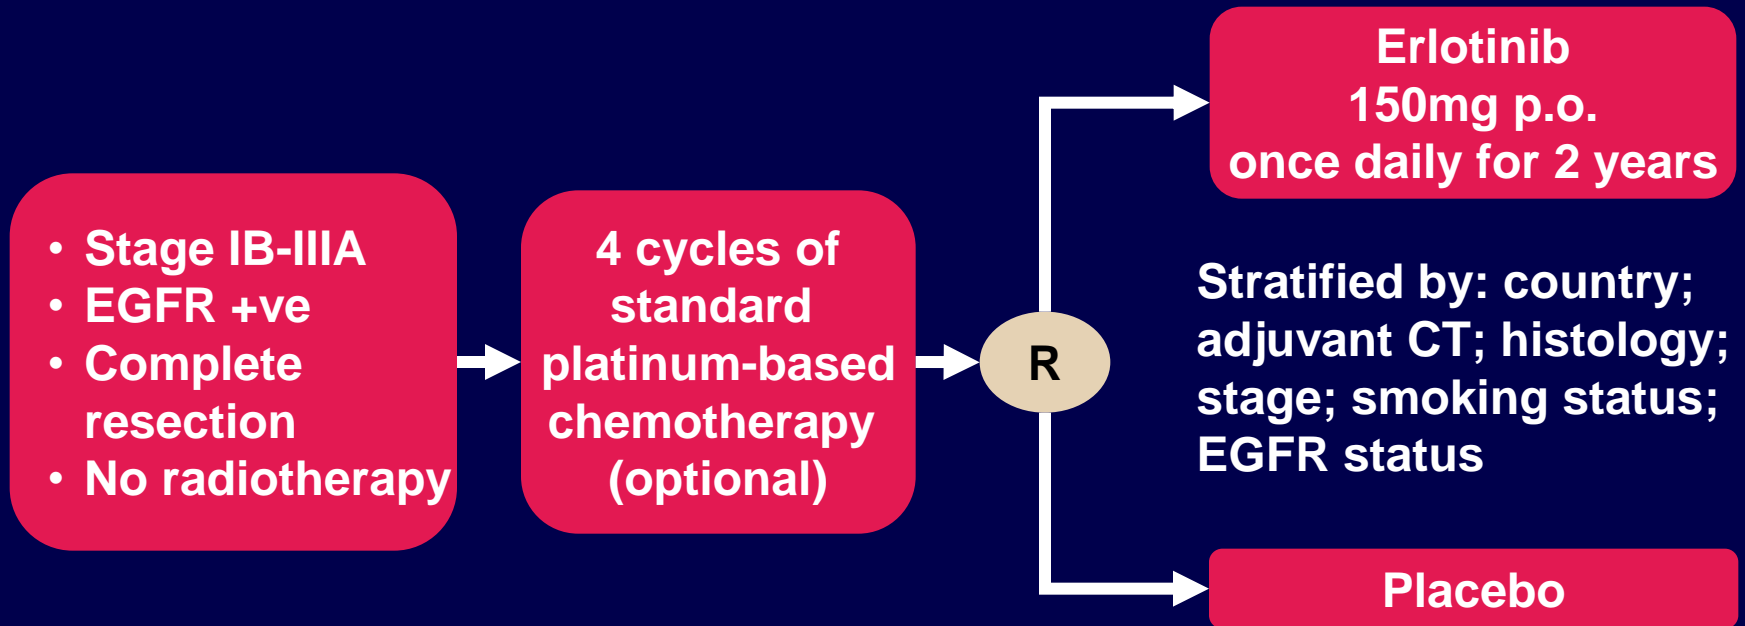 • Stage IB-IIIA
• EGFR +ve
• Complete
resection
• No radiotherapy
4 cycles of
standard
platinum-based
chemotherapy
(optional)
R
Erlotinib
150mg p.o.
once daily for 2 years
Stratified by: country;
adjuvant CT; histology;
stage; smoking status;
EGFR status
Placebo